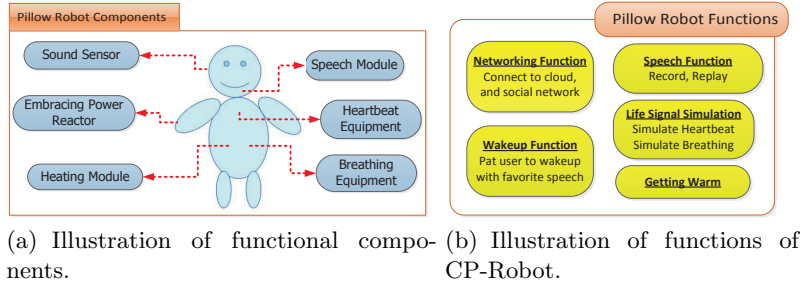 Pillow Robot Components
Sound Sensor
Speech Module
Embracing Power
Reactor
Heartbeat
Equipment
Heating Module
Breathing
Equipment
(a) Illustration of functional compo-
nents.
Pillow Robot Functions
Networking Function
Connect to cloud,
and social network
Speech Function
Record, Replay
Life Signal Simulation
Simulate Heartbeat
Simulate Breathing
Wakeup Function
Pat user to wakeup
with favorite speech
Getting Warm
(b) Illustration of functions of
CP-Robot.